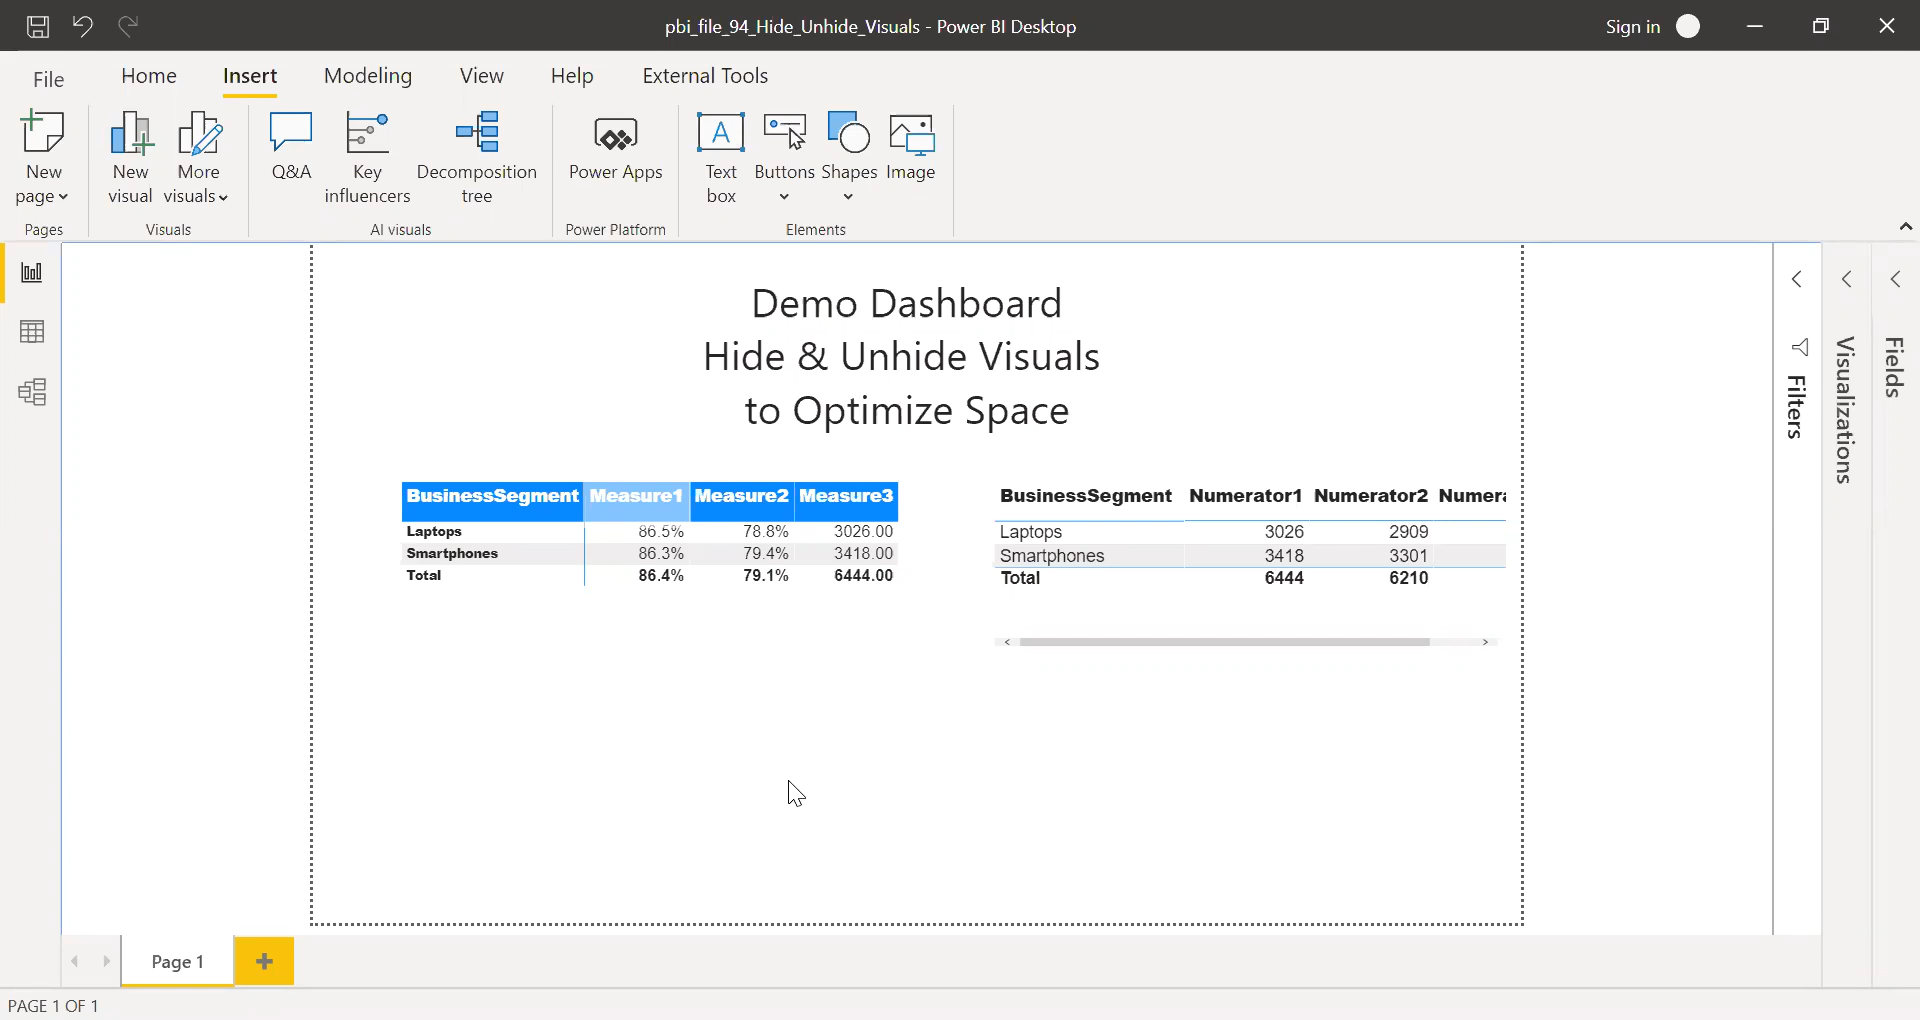 pbi_file_94_Hide_Unhide_Visuals - Power BI Desktop
Sign in
File
Home
Insert
Modeling
View
Help
External Tools
New
page
Pages
New
visual
More
visuals
Visuals
Q&A
Key
influencers
Decomposition
tree
AI visuals
Power Apps
Power Platform
A
Text
box
Buttons
Shapes
Image
Elements
Demo Dashboard
Hide & Unhide Visuals
to Optimize Space
BusinessSegment Measure1 Measure2 Measure3
Laptops 86.5% 78.8% 3026.00
Smartphones 86.3% 79.4% 3418.00
Total 86.4% 79.1% 6444.00
BusinessSegment Numerator1 Numerator2 Numera
Laptops 3026 2909
Smartphones 3418 3301
Total 6444 6210
Filters
Visualizations
Fields
Page 1
PAGE 1 OF 1